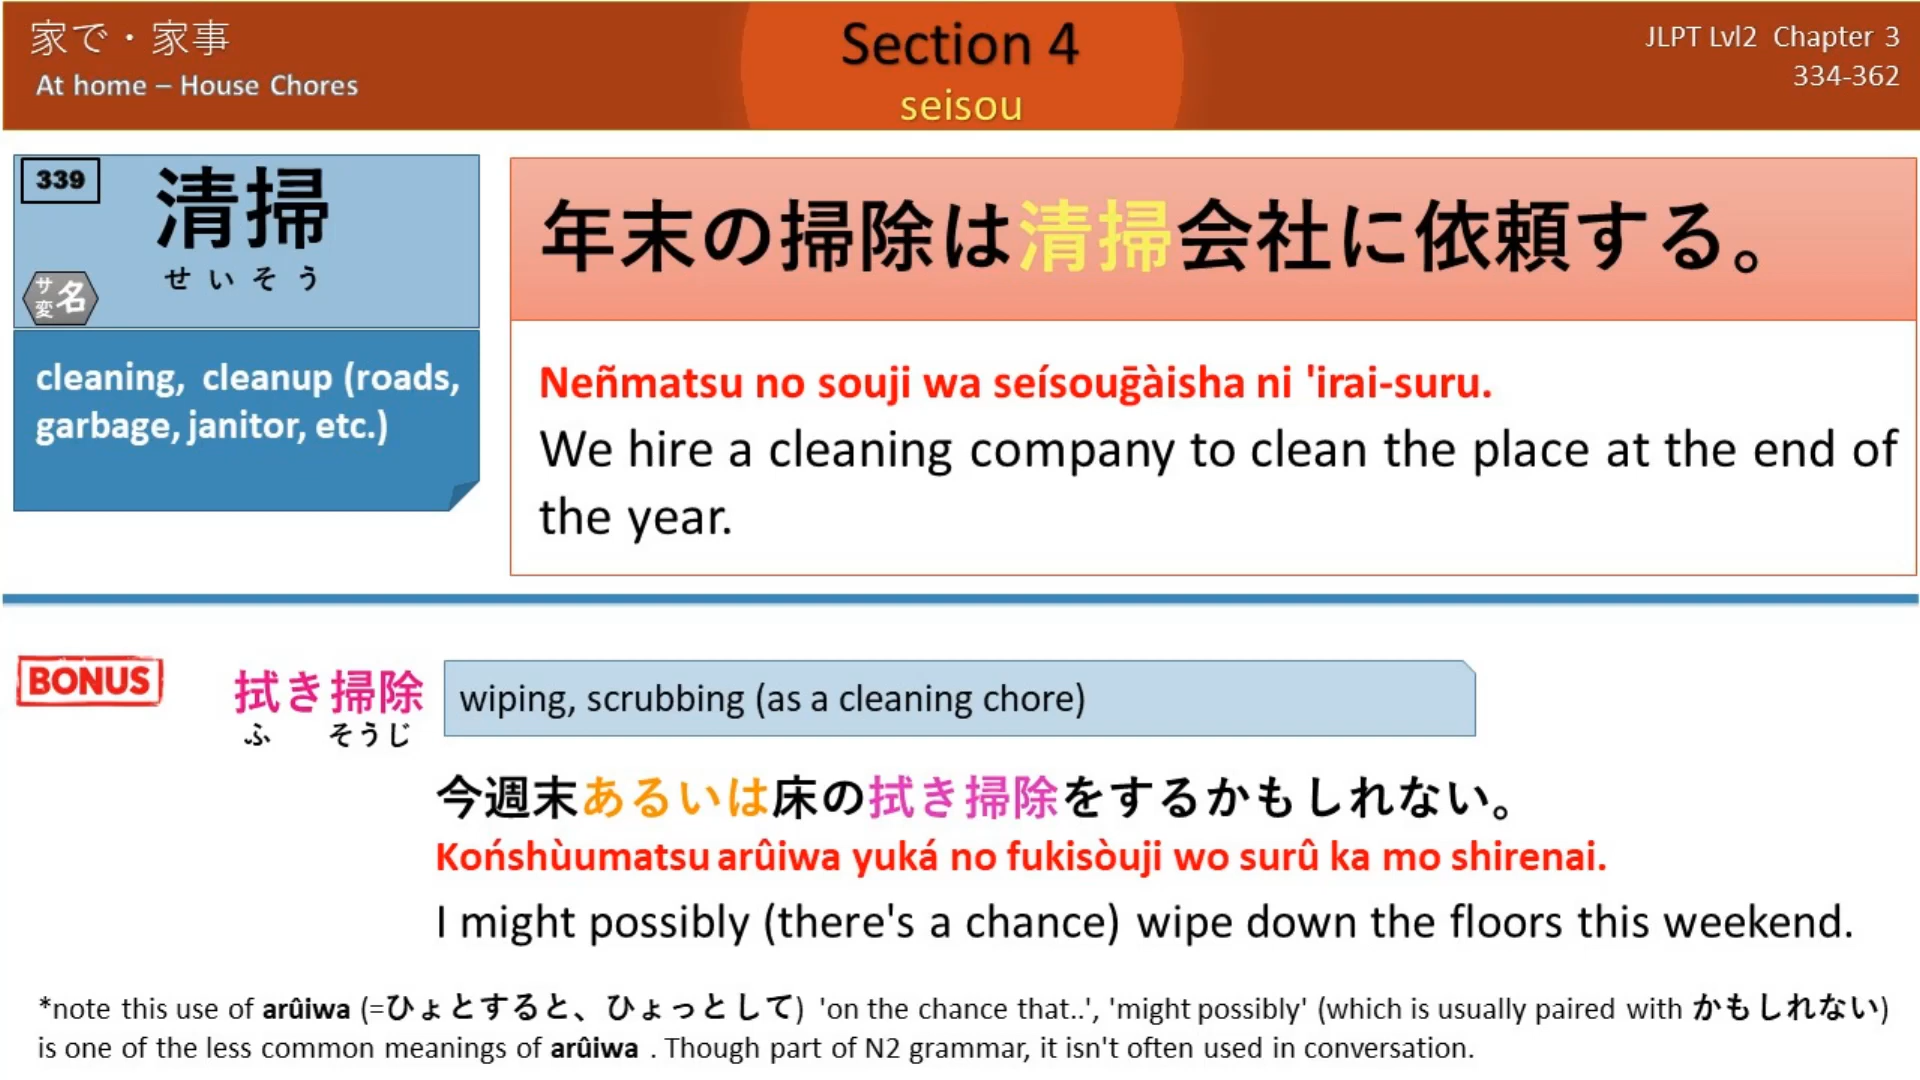 家で・家事
At home – House Chores
Section 4
seisou
JLPT Lvl2 Chapter 3
334-362
339
清掃
せいそう
サ変 名
cleaning, cleanup (roads,
garbage, janitor, etc.)
年末の掃除は清掃会社に依頼する。
Neñmatsu no souji wa seísouḡàisha ni 'irai-suru.
We hire a cleaning company to clean the place at the end of
the year.
BONUS
拭き掃除
ふ そうじ
wiping, scrubbing (as a cleaning chore)
今週末あるいは床の拭き掃除をするかもしれない。
Końshùumatsu arûiwa yuká no fukisòuji wo surû ka mo shirenai.
I might possibly (there's a chance) wipe down the floors this weekend.
*note this use of arûiwa (=ひょとすると、ひょっとして) 'on the chance that..', 'might possibly' (which is usually paired with かもしれない)
is one of the less common meanings of arûiwa . Though part of N2 grammar, it isn't often used in conversation.